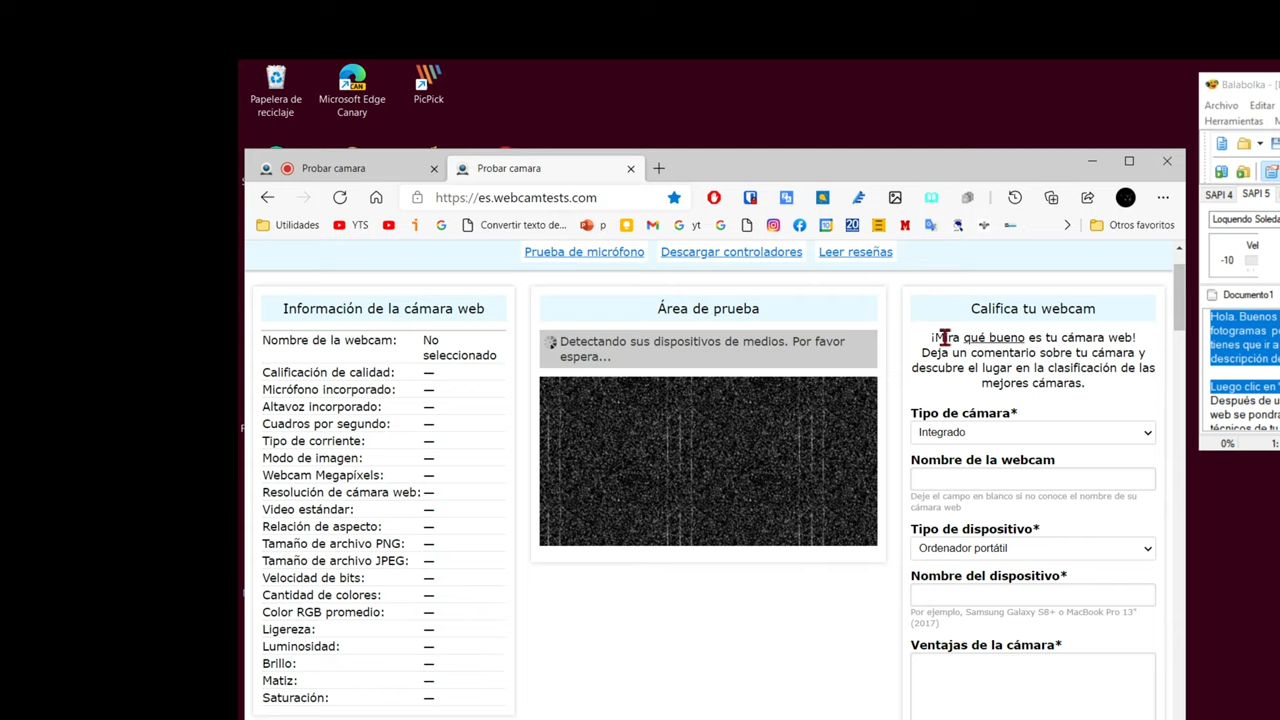 Papelera de
reciclaje
Microsoft Edge
Canary
PicPick
Probar camara
Probar camara
https://es.webcamtests.com
Utilidades
YTS
Convertir texto de...
p
G
yt
Otros favoritos
Prueba de micrófono
Descargar controladores
Leer reseñas
Información de la cámara web
Nombre de la webcam: No
seleccionado
Calificación de calidad: —
Micrófono incorporado: —
Altavoz incorporado: —
Cuadros por segundo: —
Tipo de corriente: —
Modo de imagen: —
Webcam Megapíxels: —
Resolución de cámara web: —
Video estándar: —
Relación de aspecto: —
Tamaño de archivo PNG: —
Tamaño de archivo JPEG: —
Velocidad de bits: —
Cantidad de colores: —
Color RGB promedio: —
Ligereza: —
Luminosidad: —
Brillo: —
Matiz: —
Saturación: —
Área de prueba
Detectando sus dispositivos de medios. Por favor
espera...
Califica tu webcam
¡Mira qué bueno es tu cámara web!
Deja un comentario sobre tu cámara y
descubre el lugar en la clasificación de las
mejores cámaras.
Tipo de cámara*
Integrado
Nombre de la webcam
Deje el campo en blanco si no conoce el nombre de su
cámara web
Tipo de dispositivo*
Ordenador portátil
Nombre del dispositivo*
Por ejemplo, Samsung Galaxy S8+ o MacBook Pro 13"
(2017)
Ventajas de la cámara*
Balabolka - [
Archivo Editar
Herramientas
SAPI 4 SAPI 5
Loquendo Soleda
Vel
-10
Documento1
Hola. Buenos
fotogramas pe
tienes que ir a
descripción de
Luego clic en
Después de u
web se pondra
técnicos de tu
0% 1: